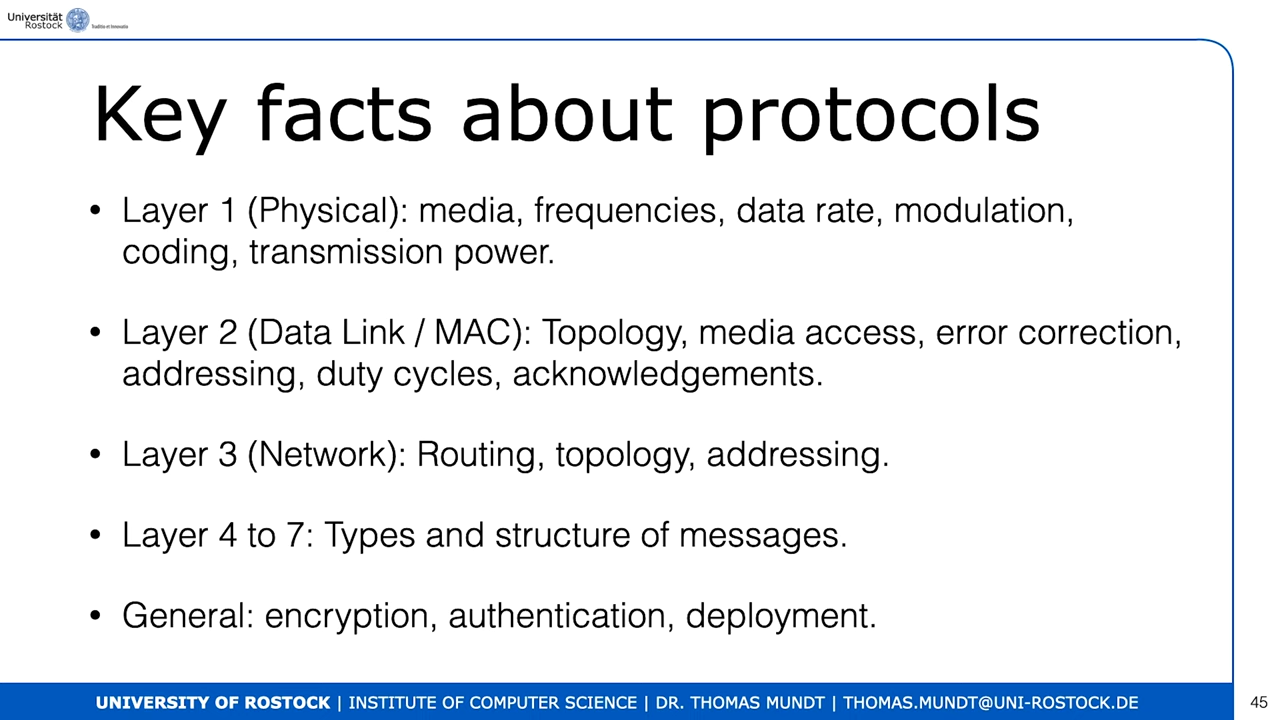 Universität
Rostock
Traditio et Innovatio
Key facts about protocols
• Layer 1 (Physical): media, frequencies, data rate, modulation,
coding, transmission power.
• Layer 2 (Data Link / MAC): Topology, media access, error correction,
addressing, duty cycles, acknowledgements.
• Layer 3 (Network): Routing, topology, addressing.
• Layer 4 to 7: Types and structure of messages.
• General: encryption, authentication, deployment.
UNIVERSITY OF ROSTOCK | INSTITUTE OF COMPUTER SCIENCE | DR. THOMAS MUNDT | THOMAS.MUNDT@UNI-ROSTOCK.DE
45